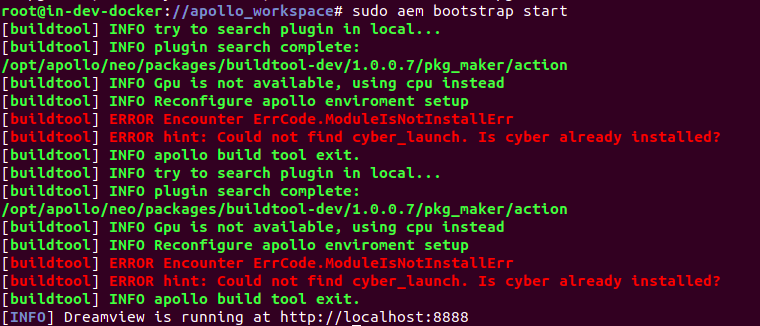 root@in-dev-docker://apollo_workspace# sudo aem bootstrap start
[buildtool] INFO try to search plugin in local...
[buildtool] INFO plugin search complete:
/opt/apollo/neo/packages/buildtool-dev/1.0.0.7/pkg_maker/action
[buildtool] INFO Gpu is not available, using cpu instead
[buildtool] INFO Reconfigure apollo enviroment setup
[buildtool] ERROR Encounter ErrCode.ModuleIsNotInstallErr
[buildtool] ERROR hint: Could not find cyber_launch. Is cyber already installed?
[buildtool] INFO apollo build tool exit.
[buildtool] INFO try to search plugin in local...
[buildtool] INFO plugin search complete:
/opt/apollo/neo/packages/buildtool-dev/1.0.0.7/pkg_maker/action
[buildtool] INFO Gpu is not available, using cpu instead
[buildtool] INFO Reconfigure apollo enviroment setup
[buildtool] ERROR Encounter ErrCode.ModuleIsNotInstallErr
[buildtool] ERROR hint: Could not find cyber_launch. Is cyber already installed?
[buildtool] INFO apollo build tool exit.
[INFO] Dreamview is running at http://localhost:8888